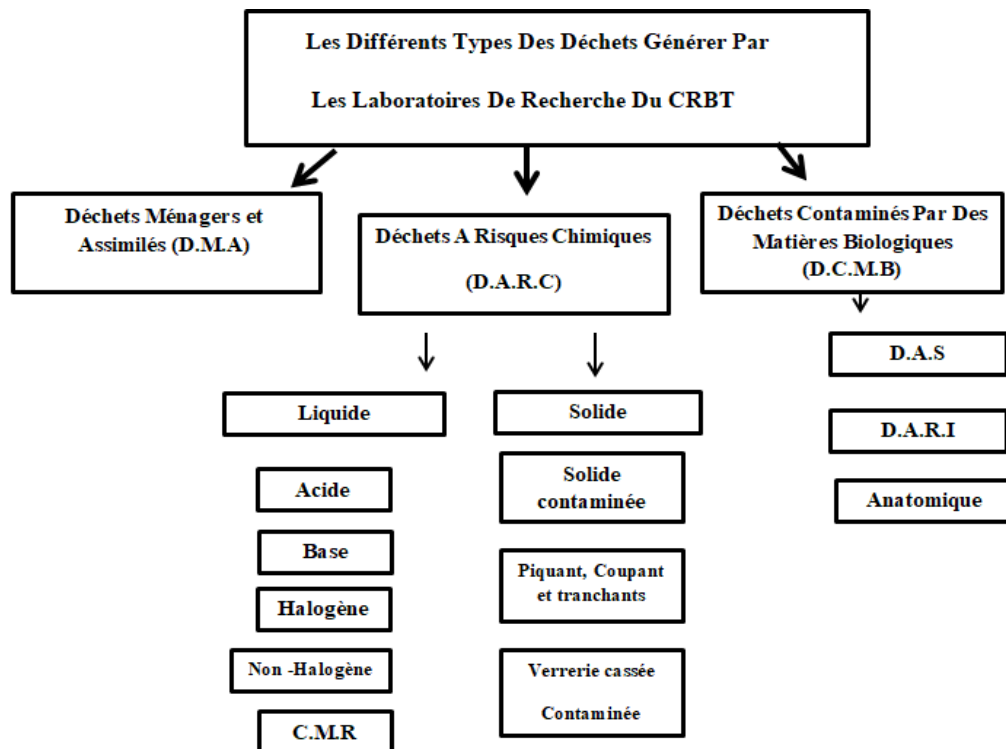 Les Différents Types Des Déchets Générer Par
Les Laboratoires De Recherche Du CRBT
Déchets Ménagers et
Assimilés (D.M.A)
Déchets A Risques Chimiques
(D.A.R.C)
Déchets Contaminés Par Des
Matières Biologiques
(D.C.M.B)
Liquide
Acide
Base
Halogène
Non -Halogène
C.M.R
Solide
Solide
contaminée
Piquant, Coupant
et tranchants
Verrerie cassée
Contaminée
D.A.S
D.A.R.I
Anatomique